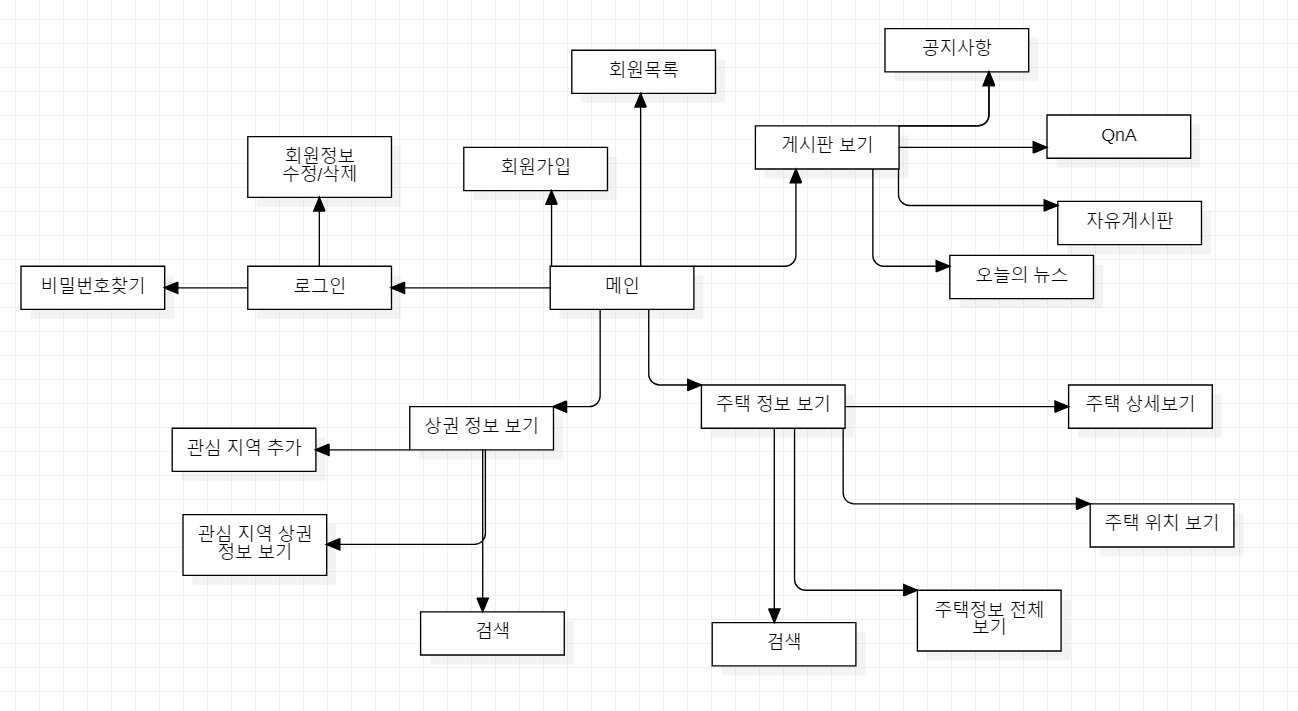 공지사항
회원목록
QnA
게시판 보기
회원정보
수정/삭제
회원가입
자유게시판
오늘의 뉴스
비밀번호찾기
로그인
메인
주택 정보 보기
주택 상세보기
상권 정보 보기
관심 지역 추가
주택 위치 보기
관심 지역 상권
정보 보기
주택정보 전체
보기
검색
검색